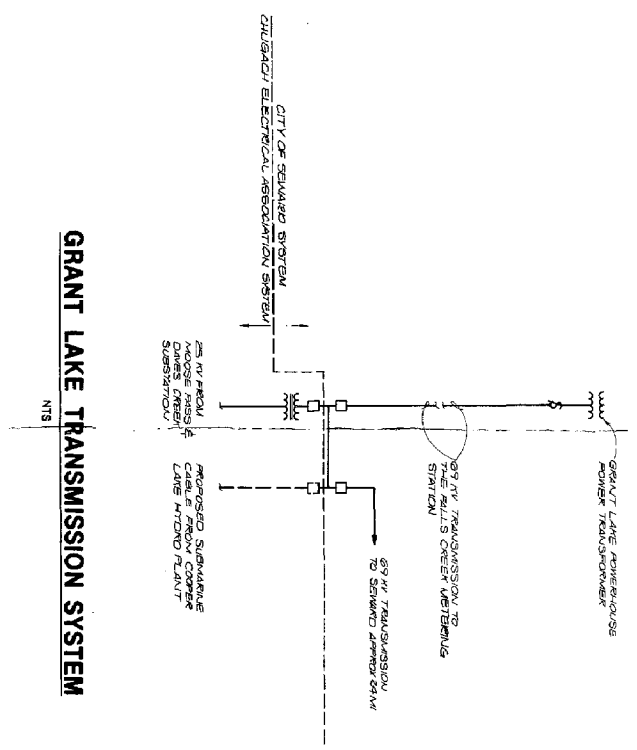 GRANT LAKE POWERHOUSE
POWER TRANSFORMER
69 KV TRANSMISSION TO
THE FALLS CREEK METERING
STATION
69 KV TRANSMISSION
TO SEWARD APPROX 24 MI
CITY OF SEWARD SYSTEM
CHUGACH ELECTRICAL ASSOCIATION SYSTEM
25 KV FROM
MOOSE PASS &
DAVES CREEK
SUBSTATION
PROPOSED SUBMARINE
CABLE FROM COOPER
LAKE HYDRO PLANT
GRANT LAKE TRANSMISSION SYSTEM
NTS